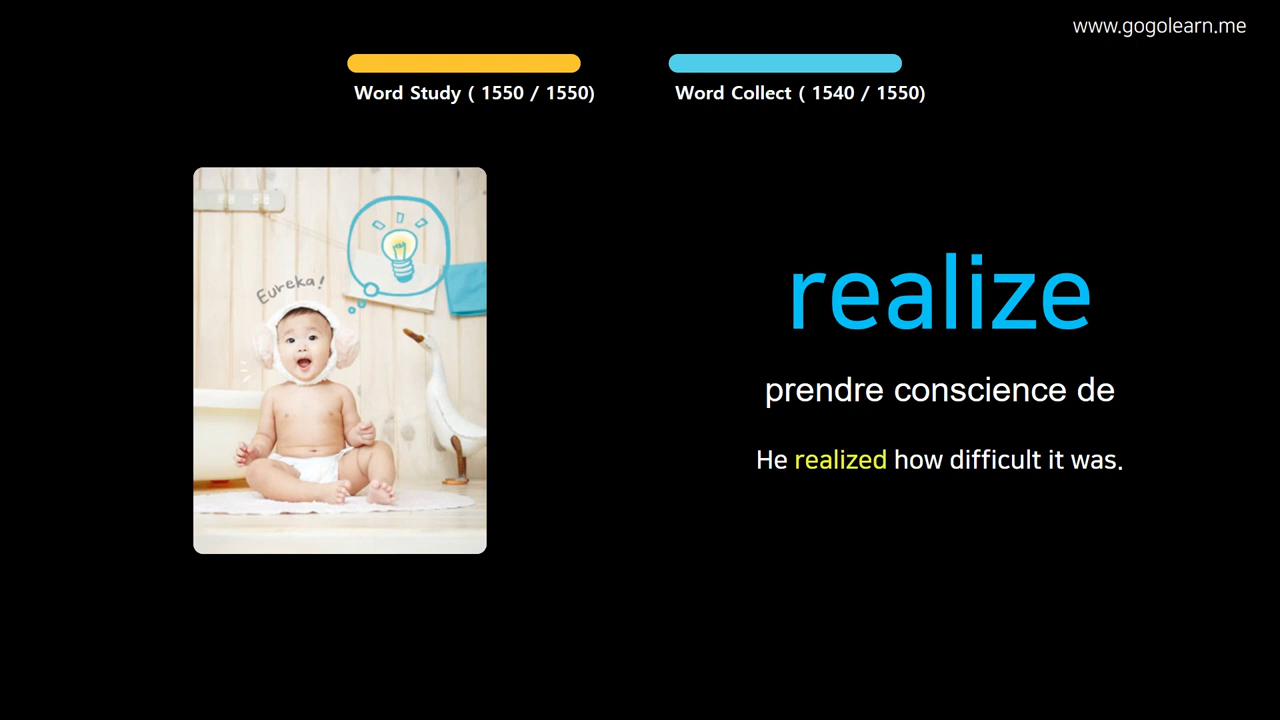 www.gogolearn.me
Word Study ( 1550 / 1550)
Word Collect ( 1540 / 1550)
Eureka!
realize
prendre conscience de
He realized how difficult it was.